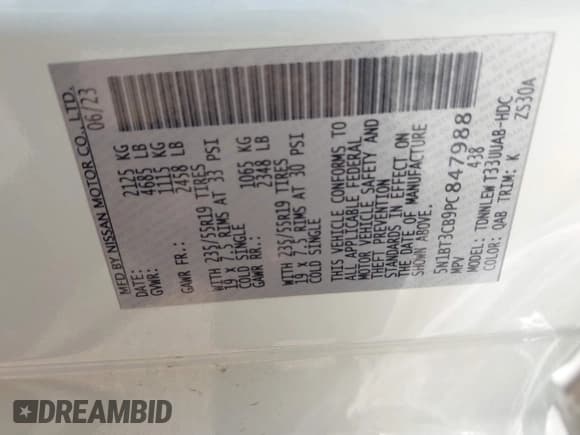 MFD BY NISSAN MOTOR CO., LTD.
DATE: 06/23
GVWR: 2125 KG
4685 LB
GAWR FR.: 1115 KG
2458 LB
WITH 235/55R19 TIRES
19 X 7.5 RIMS AT 33 PSI
COLD SINGLE
GAWR RR.: 1065 KG
2348 LB
WITH 235/55R19 TIRES
19 X 7.5 RIMS AT 30 PSI
COLD SINGLE
THIS VEHICLE CONFORMS TO
ALL APPLICABLE FEDERAL
MOTOR VEHICLE SAFETY AND
THEFT PREVENTION
STANDARDS IN EFFECT ON
THE DATE OF MANUFACTURE
SHOWN ABOVE.
5N1BT3CB9PC847988
MPV 438
MODEL: TDNNLEWT33UUAB-HDC
COLOR: QAB TRIM: K ZS30A
DREAMBID